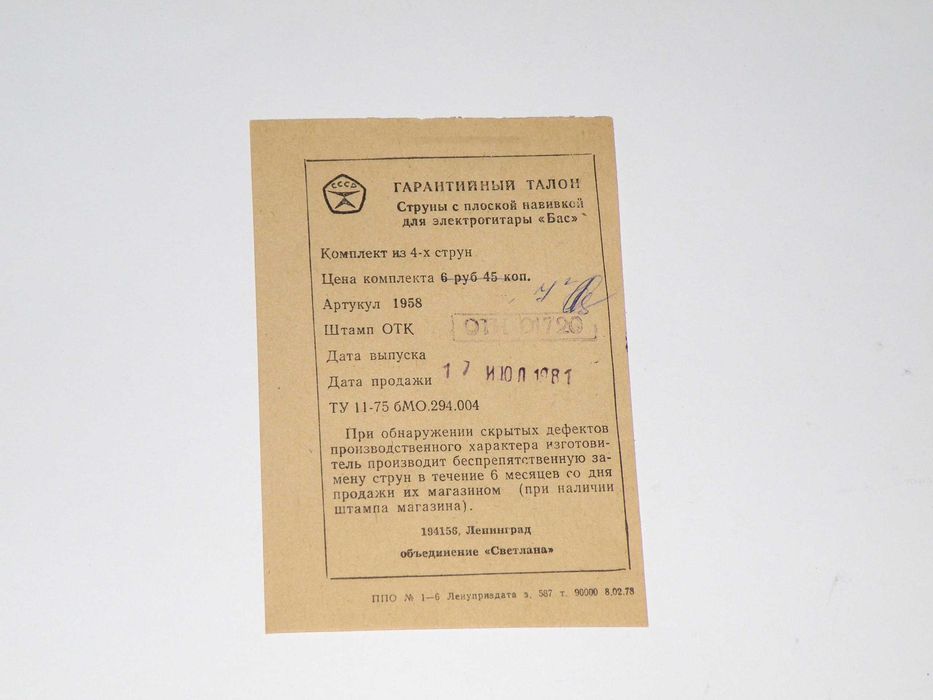 СССР
ГАРАНТИЙНЫЙ ТАЛОН
Струны с плоской навивкой
для электрогитары «Бас»
Комплект из 4-х струн
Цена комплекта 6 руб 45 коп.
Артукул 1958
Штамп ОТК
Дата выпуска
Дата продажи 17 ИЮЛ 1981
ТУ 11-75 бМО.294.004
При обнаружении скрытых дефектов
производственного характера изготови-
тель производит беспрепятственную за-
мену струн в течение 6 месяцев со дня
продажи их магазином (при наличии
штампа магазина).
194156, Ленинград
объединение «Светлана»
ППО № 1—6 Ленуприздата з. 587 т. 90000 8.02.78